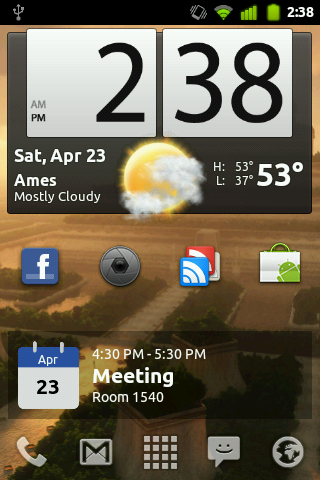 2:38
2 38
AM
PM
Sat, Apr 23
Ames
Mostly Cloudy
H: 53°
L: 37°
53°
f
Apr
23
4:30 PM - 5:30 PM
Meeting
Room 1540